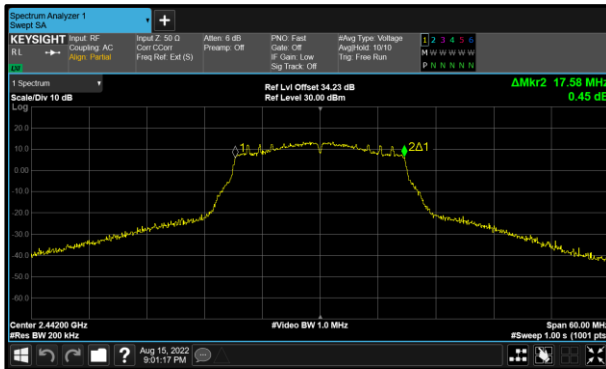 Spectrum Analyzer 1
Swept SA
+
KEYSIGHT
RL
Input: RF
Coupling: AC
Align: Partial
Input Z: 50 Ω
Corr CCorr
Freq Ref: Ext (S)
Atten: 6 dB
Preamp: Off
PNO: Fast
Gate: Off
IF Gain: Low
Sig Track: Off
#Avg Type: Voltage
Avg|Hold: 10/10
Trig: Free Run
1 2 3 4 5 6
M W W W W W
P N N N N N
LW
1 Spectrum
Scale/Div 10 dB
Ref Lvl Offset 34.23 dB
Ref Level 30.00 dBm
ΔMkr2 17.58 MHz
0.45 dB
Log
20.0
10.0
0.00
-10.0
-20.0
-30.0
-40.0
-50.0
-60.0
1
2Δ1
Center 2.44200 GHz
#Res BW 200 kHz
#Video BW 1.0 MHz
Span 60.00 MHz
#Sweep 1.00 s (1001 pts)
?
Aug 15, 2022
9:01:17 PM